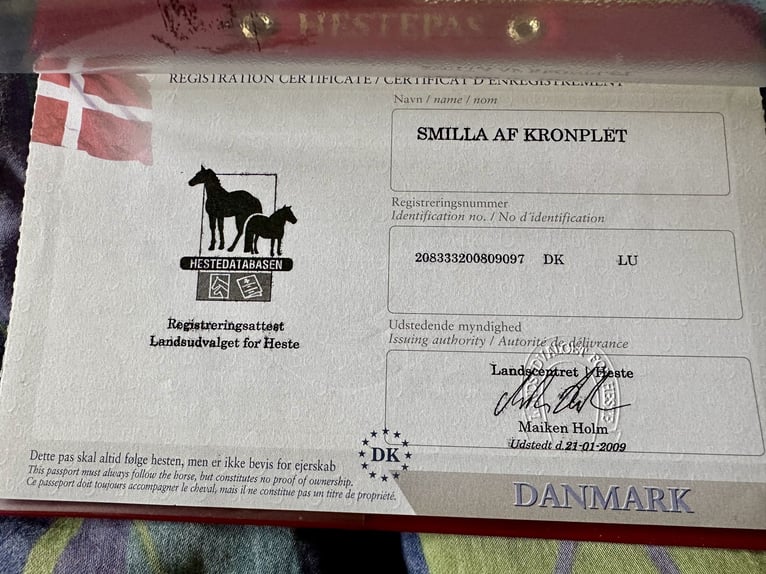 HESTEPAS
REGISTRATION CERTIFICATE / CERTIFICAT D'ENREGISTREMENT
Navn / name / nom
SMILLA AF KRONPLET
Registreringsnummer
Identification no. / No d'identification
208333200809097 DK LU
HESTEDATABASEN
Registreringsattest
Landsudvalget for Heste
Udstedende myndighed
Issuing authority / Autorité de délivrance
Landscentret | Heste
Maiken Holm
Udstedt d.21-01-2009
Dette pas skal altid følge hesten, men er ikke bevis for ejerskab
This passport must always follow the horse, but constitutes no proof of ownership.
Ce passeport doit toujours accompagner le cheval, mais il ne constitue pas un titre de propriété.
DK
DANMARK